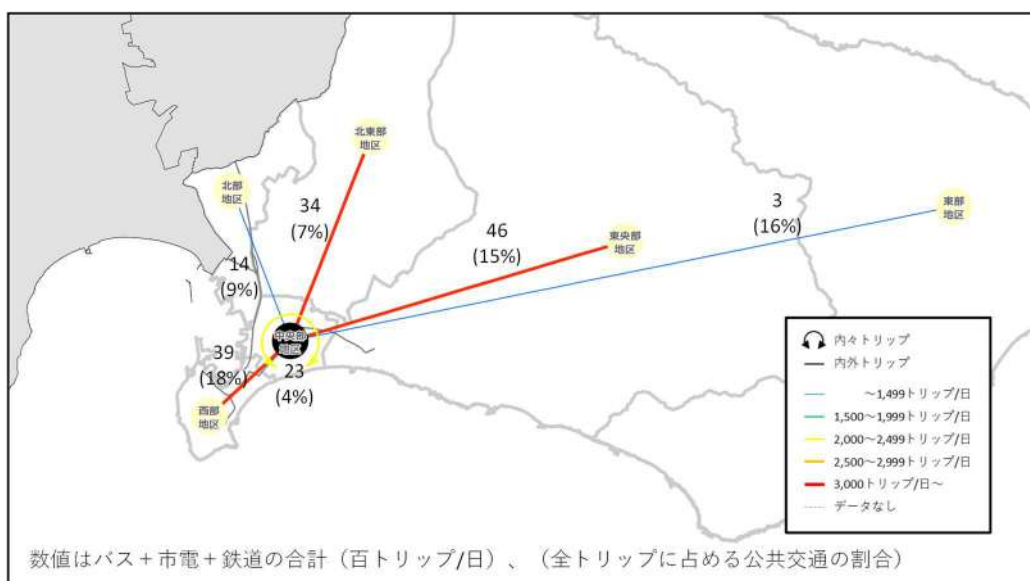 北東部
地区
北部
地区
34
(7%)
46
(15%)
3
(16%)
東部
地区
東央部
地区
14
(9%)
中央部
地区
39
(18%)
23
(4%)
西部
地区
内々トリップ
内外トリップ
～1,499トリップ/日
1,500～1,999トリップ/日
2,000～2,499トリップ/日
2,500～2,999トリップ/日
3,000トリップ/日～
データなし
数値はバス＋市電＋鉄道の合計（百トリップ/日）、（全トリップに占める公共交通の割合）